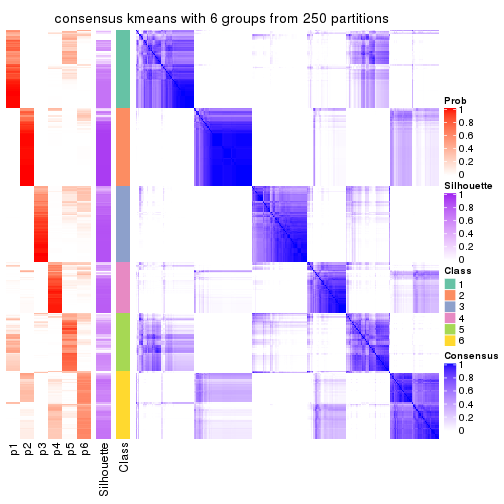 consensus kmeans with 6 groups from 250 partitions
Prob
1
0.8
0.6
0.4
0.2
0
Silhouette
1
0.8
0.6
0.4
0.2
0
Class
1
2
3
4
5
6
Consensus
1
0.8
0.6
0.4
0.2
0
p1
p2
p3
p4
p5
p6
Silhouette
Class